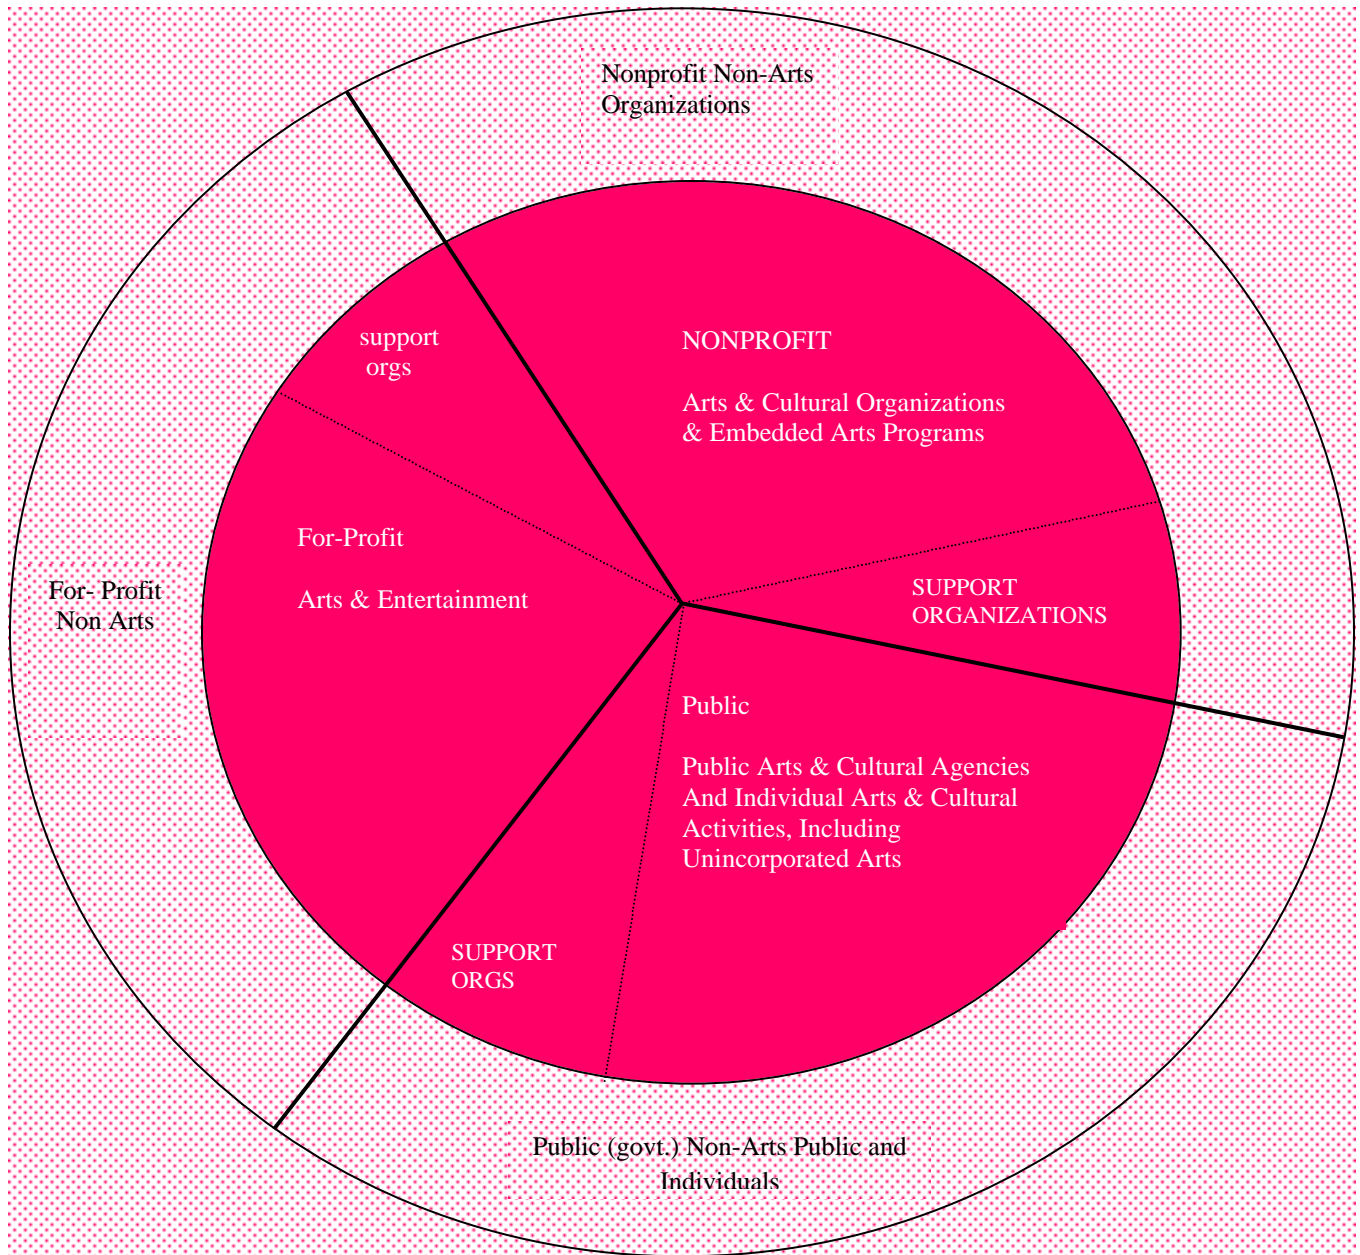 Nonprofit Non-Arts
Organizations
support
orgs
NONPROFIT
Arts & Cultural Organizations
& Embedded Arts Programs
For-Profit
Arts & Entertainment
For- Profit
Non Arts
SUPPORT
ORGANIZATIONS
Public
Public Arts & Cultural Agencies
And Individual Arts & Cultural
Activities, Including
Unincorporated Arts
SUPPORT
ORGS
Public (govt.) Non-Arts Public and
Individuals